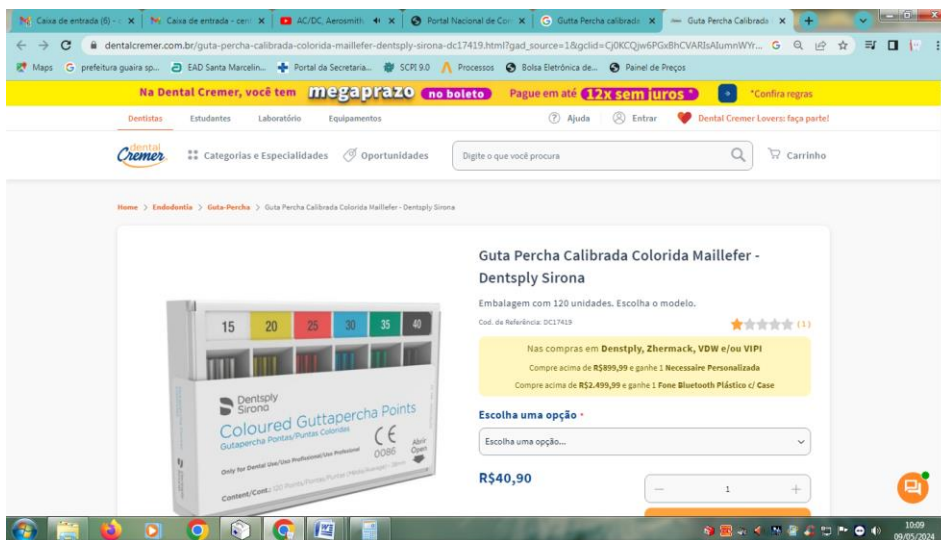 Caixa de entrada (6) -
Caixa de entrada - cen
AC/DC, Aerosmith
Portal Nacional de Con
Gutta Percha calibrada
Guta Percha Calibrada
dentalcremer.com.br/guta-percha-calibrada-colorida-maillefer-dentsply-sirona-dc17419.html?gad_source=1&gclid=
Maps
prefeitura guaira sp...
EAD Santa Marcelin...
Portal da Secretaria...
SCPI 9.0
Processos
Bolsa Eletrônica de...
Painel de Preços
Na Dental Cremer, você tem megaprazo no boleto Pague em até 12x sem juros* *Confira regras
Dentistas Estudantes Laboratório Equipamentos
Ajuda Entrar Dental Cremer Lovers: faça parte!
dental
Cremer
Categorias e Especialidades
Oportunidades
Digite o que você procura
Carrinho
Home > Endodontia > Guta-Percha > Guta Percha Calibrada Colorida Maillefer - Dentsply Sirona
15 20 25 30 35 40
Dentsply
Sirona
Coloured Guttapercha Points
Gutapercha Pontas/Puntas Coloridas
CE
0086
Abrir
Open
Only for Dental Use/Uso Profissional/Uso Profesional
Content/Cont.: 120 Points
Guta Percha Calibrada Colorida Maillefer -
Dentsply Sirona
Embalagem com 120 unidades. Escolha o modelo.
Cod. de Referência: DC17419
(1)
Nas compras em Denstply, Zhermack, VDW e/ou VIPI
Compre acima de R$899,99 e ganhe 1 Necessaire Personalizada
Compre acima de R$2.499,99 e ganhe 1 Fone Bluetooth Plástico c/ Case
Escolha uma opção
Escolha uma opção...
R$40,90
1
10:09
09/05/2024